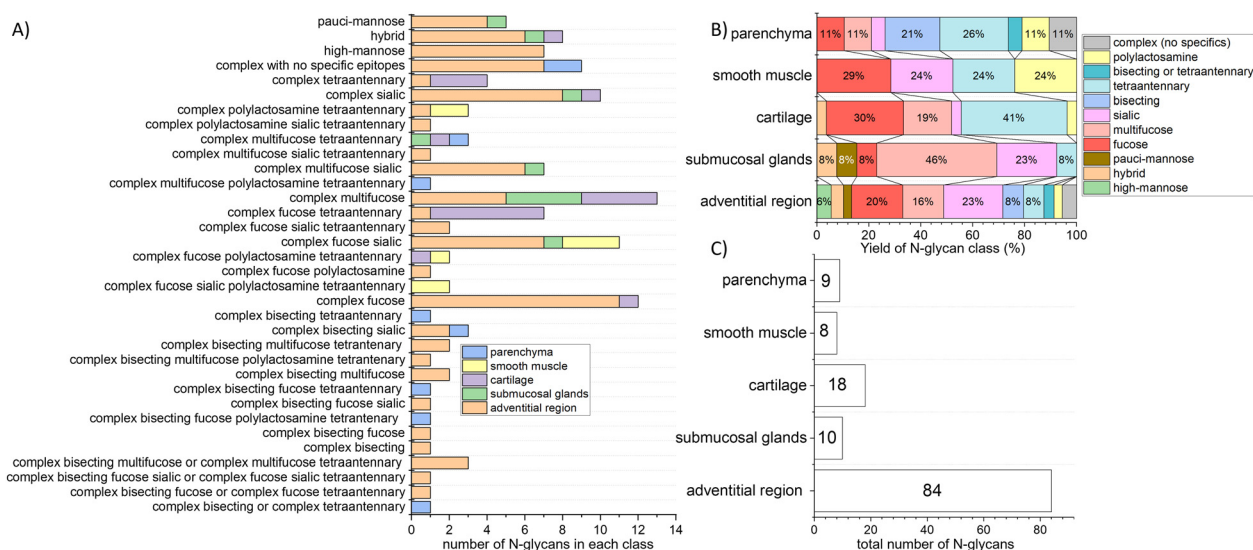 A)
pauci-mannose
hybrid
high-mannose
complex with no specific epitopes
complex tetraantennary
complex sialic
complex polylactosamine tetraantennary
complex polylactosamine sialic tetraantennary
complex multifucose tetraantennary
complex multifucose sialic tetraantennary
complex multifucose sialic
complex multifucose polylactosamine tetraantennary
complex multifucose
complex fucose tetraantennary
complex fucose sialic tetraantennary
complex fucose sialic
complex fucose polylactosamine tetraantennary
complex fucose polylactosamine
complex fucose sialic polylactosamine tetraantennary
complex fucose
complex bisecting tetraantennary
complex bisecting sialic
complex bisecting multifucose tetrantenary
complex bisecting multifucose polylactosamine tetrantenary
complex bisecting multifucose
complex bisecting fucose tetraantennary
complex bisecting fucose sialic
complex bisecting fucose polylactosamine tetrantenary
complex bisecting fucose
complex bisecting
complex bisecting multifucose or complex multifucose tetraantennary
complex bisecting fucose sialic or complex fucose sialic tetraantennary
complex bisecting fucose or complex fucose tetraantennary
complex bisecting or complex tetraantennary
parenchyma
smooth muscle
cartilage
submucosal glands
adventitial region
0 2 4 6 8 10 12 14
number of N-glycans in each class
B)
parenchyma 11% 11% 21% 26% 11% 11%
smooth muscle 29% 24% 24% 24%
cartilage 30% 19% 41%
submucosal glands 8% 8% 8% 46% 23% 8%
adventitial region 6% 20% 16% 23% 8% 8%
0 20 40 60 80 100
Yield of N-glycan class (%)
complex (no specifics)
polylactosamine
bisecting or tetraantennary
tetraantennary
bisecting
sialic
multifucose
fucose
pauci-mannose
hybrid
high-mannose
C)
parenchyma 9
smooth muscle 8
cartilage 18
submucosal glands 10
adventitial region 84
0 20 40 60 80
total number of N-glycans